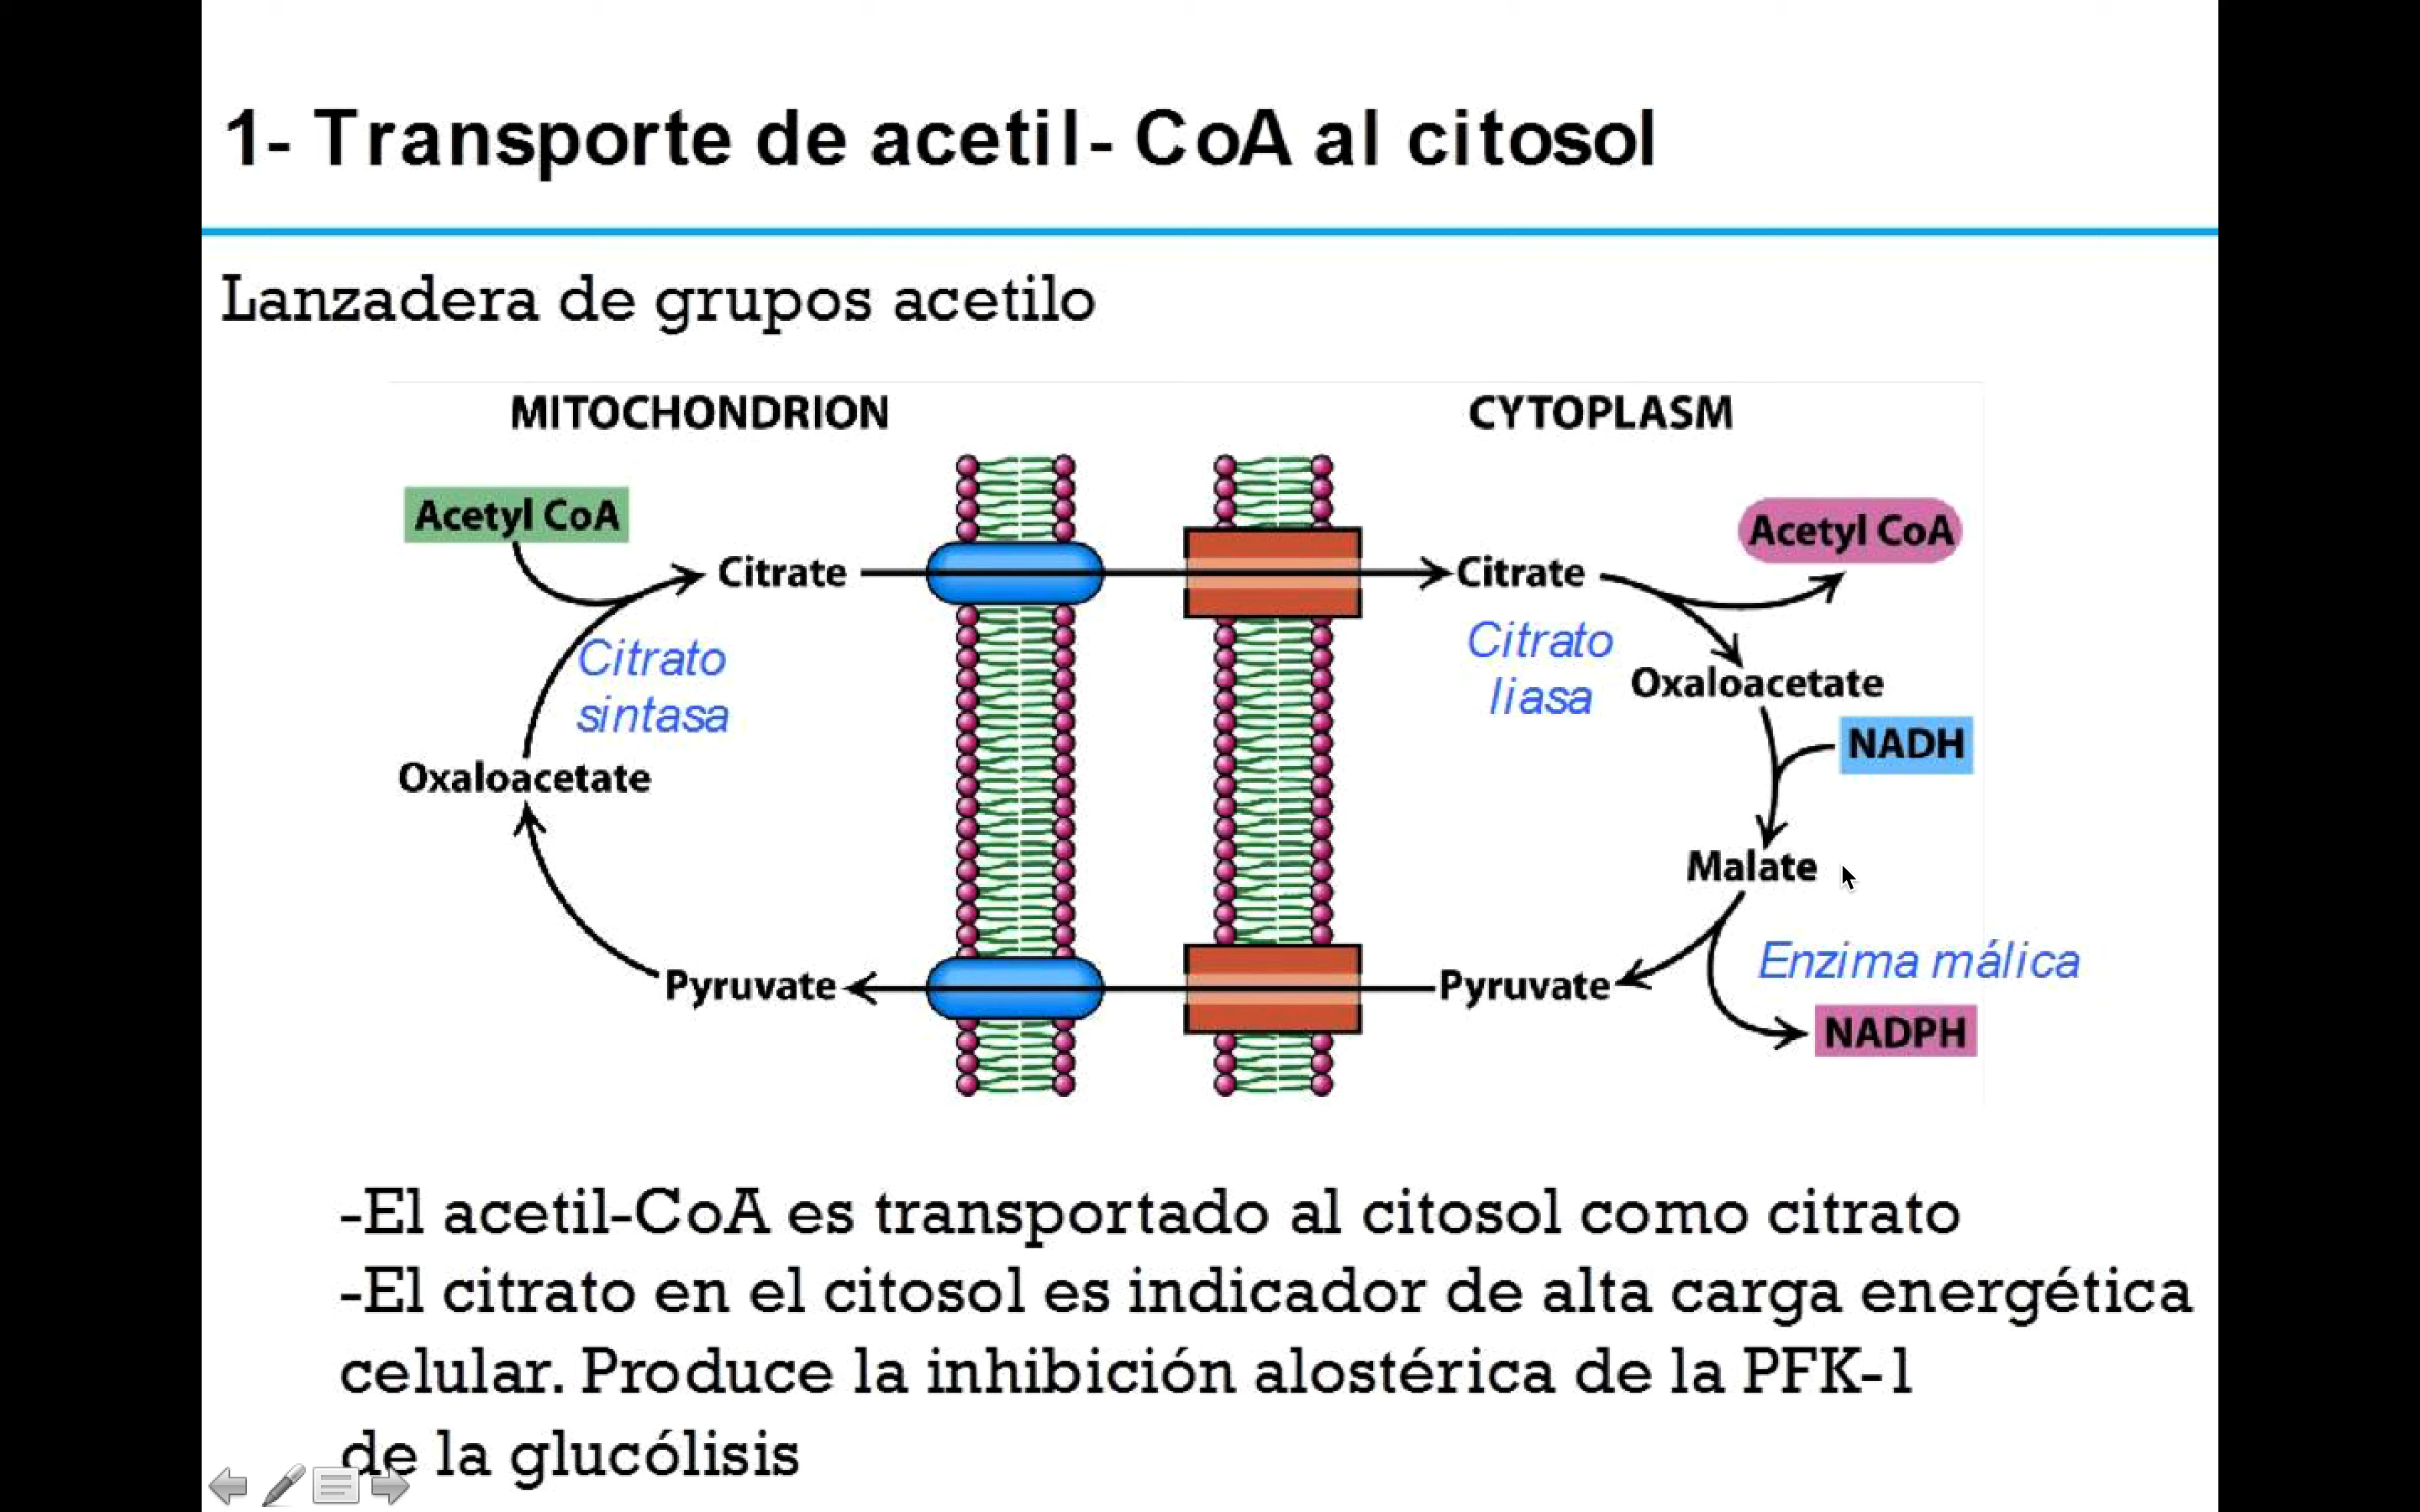 1- Transporte de acetil- CoA al citosol
Lanzadera de grupos acetilo
MITOCHONDRION
CYTOPLASM
Acetyl CoA
Citrate
Citrate
Acetyl CoA
Citrato
sintasa
Citrato
liasa
Oxaloacetate
NADH
Oxaloacetate
Malate
Enzima málica
Pyruvate
Pyruvate
NADPH
-El acetil-CoA es transportado al citosol como citrato
-El citrato en el citosol es indicador de alta carga energética
celular. Produce la inhibición alostérica de la PFK-1
de la glucólisis